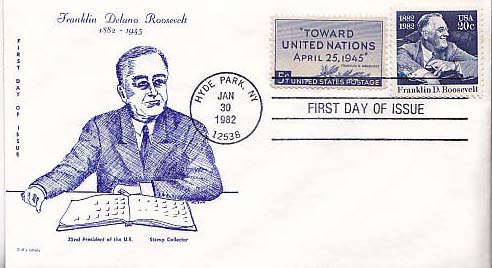 Franklin Delano Roosevelt
1882 - 1945
FIRST DAY OF ISSUE
32nd President of the U.S. Stamp Collector
"TOWARD
UNITED NATIONS
APRIL 25, 1945"
FRANKLIN D. ROOSEVELT
5¢ UNITED STATES POSTAGE
1882
1982
USA
20c
Franklin D. Roosevelt
HYDE PARK, NY
JAN
30
1982
12538
FIRST DAY OF ISSUE